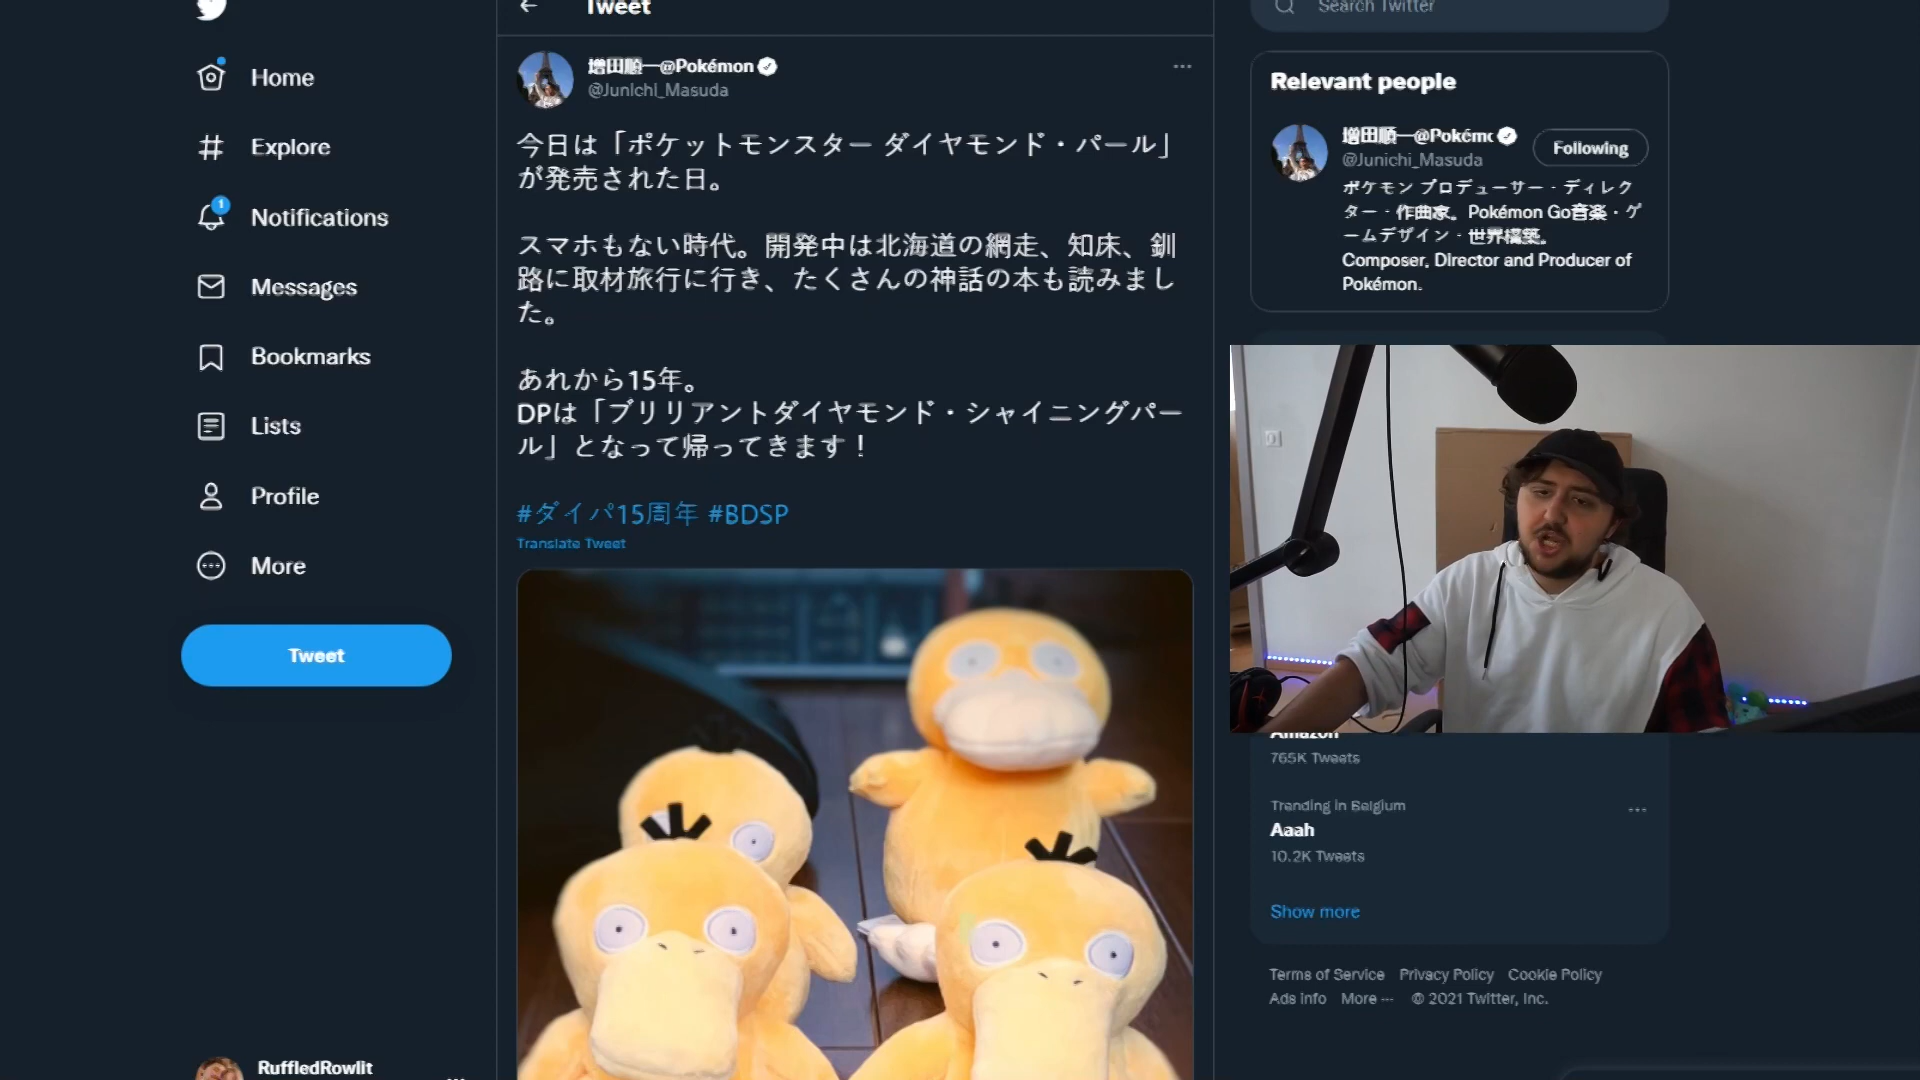 Home
Explore
1
Notifications
Messages
Bookmarks
Lists
Profile
More
Tweet
RuffledRowlit
Tweet
増田順一@Pokémon
@Junichi_Masuda
今日は「ポケットモンスター ダイヤモンド・パール」
が発売された日。
スマホもない時代。開発中は北海道の網走、知床、釧
路に取材旅行に行き、たくさんの神話の本も読みまし
た。
あれから15年。
DPは「ブリリアントダイヤモンド・シャイニングパー
ル」となって帰ってきます！
#ダイパ15周年 #BDSP
Translate Tweet
Search Twitter
Relevant people
増田順一@Pokémo
@Junichi_Masuda
Following
ポケモン プロデューサー・ディレク
ター・作曲家。Pokémon Go音楽・ゲ
ームデザイン・世界構築。
Composer, Director and Producer of
Pokémon.
Amazon
765K Tweets
Trending in Belgium
Aaah
10.2K Tweets
Show more
Terms of Service Privacy Policy Cookie Policy
Ads info More ··· © 2021 Twitter, Inc.